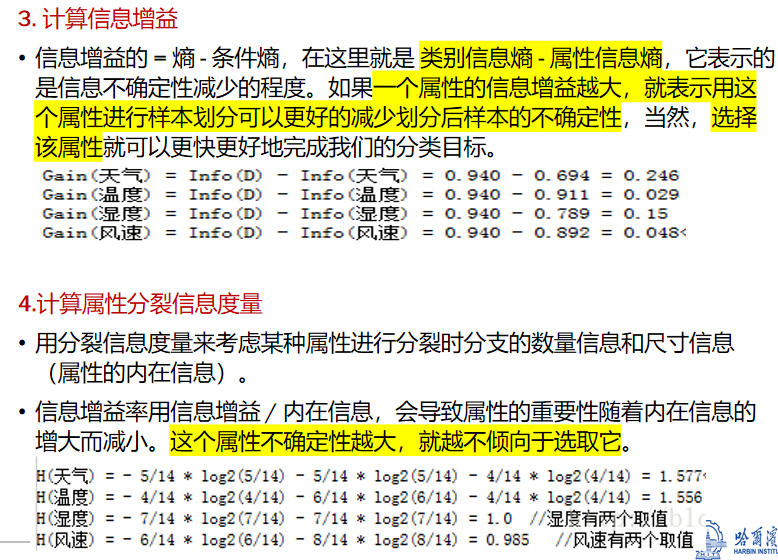 3. 计算信息增益
• 信息增益的 = 熵 - 条件熵，在这里就是 类别信息熵 - 属性信息熵，它表示的
是信息不确定性减少的程度。如果一个属性的信息增益越大，就表示用这
个属性进行样本划分可以更好的减少划分后样本的不确定性，当然，选择
该属性就可以更快更好地完成我们的分类目标。
Gain(天气) = Info(D) - Info(天气) = 0.940 - 0.694 = 0.246
Gain(温度) = Info(D) - Info(温度) = 0.940 - 0.911 = 0.029
Gain(湿度) = Info(D) - Info(湿度) = 0.940 - 0.789 = 0.15
Gain(风速) = Info(D) - Info(风速) = 0.940 - 0.892 = 0.048
4.计算属性分裂信息度量
• 用分裂信息度量来考虑某种属性进行分裂时分支的数量信息和尺寸信息
（属性的内在信息）。
• 信息增益率用信息增益 / 内在信息，会导致属性的重要性随着内在信息的
增大而减小。这个属性不确定性越大，就越不倾向于选取它。
H(天气) = - 5/14 * log2(5/14) - 5/14 * log2(5/14) - 4/14 * log2(4/14) = 1.577
H(温度) = - 4/14 * log2(4/14) - 6/14 * log2(6/14) - 4/14 * log2(4/14) = 1.556
H(湿度) = - 7/14 * log2(7/14) - 7/14 * log2(7/14) = 1.0 //湿度有两个取值
H(风速) = - 6/14 * log2(6/14) - 8/14 * log2(8/14) = 0.985 //风速有两个取值
哈爾濱
HARBIN INSTI